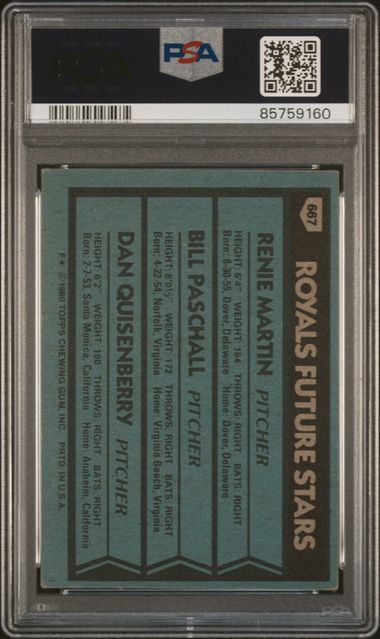 PSA
PSA
85759160
667
ROYALS FUTURE STARS
RENIE MARTIN PITCHER
HEIGHT: 6'4" WEIGHT: 184 THROWS: RIGHT BATS: RIGHT
Born: 8-30-55, Dover, Delaware Home: Dover, Delaware
BILL PASCHALL PITCHER
HEIGHT: 6'0½" WEIGHT: 172 THROWS: RIGHT BATS: RIGHT
Born: 4-22-54, Norfolk, Virginia Home: Virginia Beach, Virginia
DAN QUISENBERRY PITCHER
HEIGHT: 6'2" WEIGHT: 180 THROWS: RIGHT BATS: RIGHT
Born: 2-7-53, Santa Monica, California Home: Anaheim, California
F* © 1980 TOPPS CHEWING GUM, INC. PRTD. IN U.S.A.